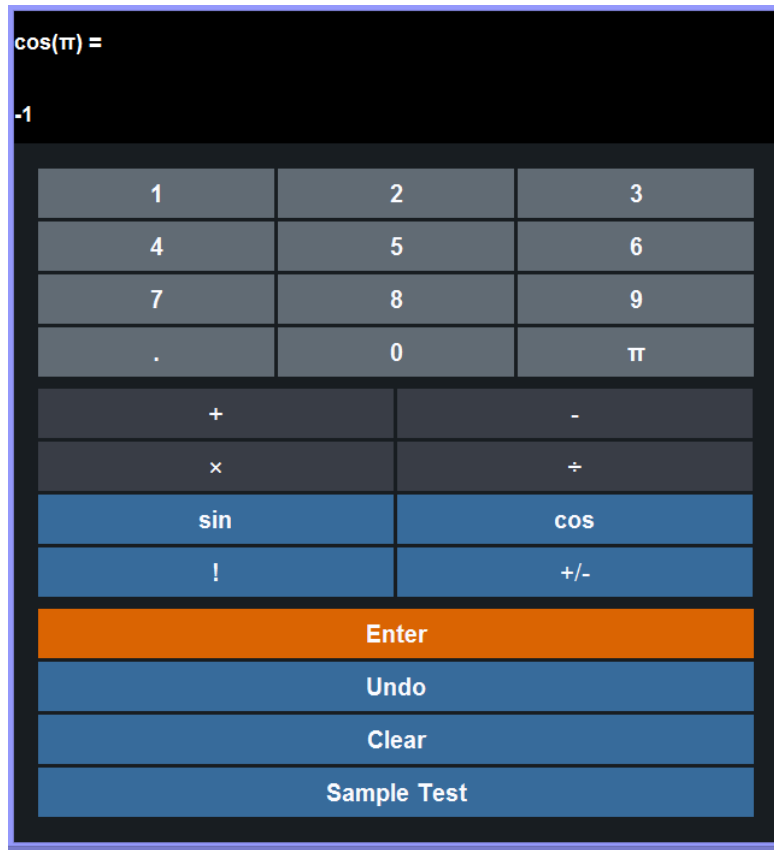 cos(π) =
-1
1 2 3
4 5 6
7 8 9
. 0 π
+ -
× ÷
sin cos
! +/-
Enter
Undo
Clear
Sample Test